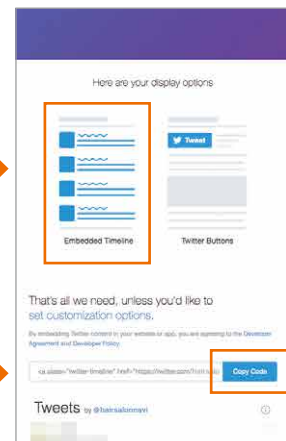 Here are your display options
Tweet
Embedded Timeline
Twitter Buttons
That's all we need, unless you'd like to
set customization options.
By embedding Twitter content in your website or app, you are agreeing to the Developer
Agreement and Developer Policy.
<a class="twitter-timeline" href="https://twitter.com/
Copy Code
Tweets by @hairsalonnavi